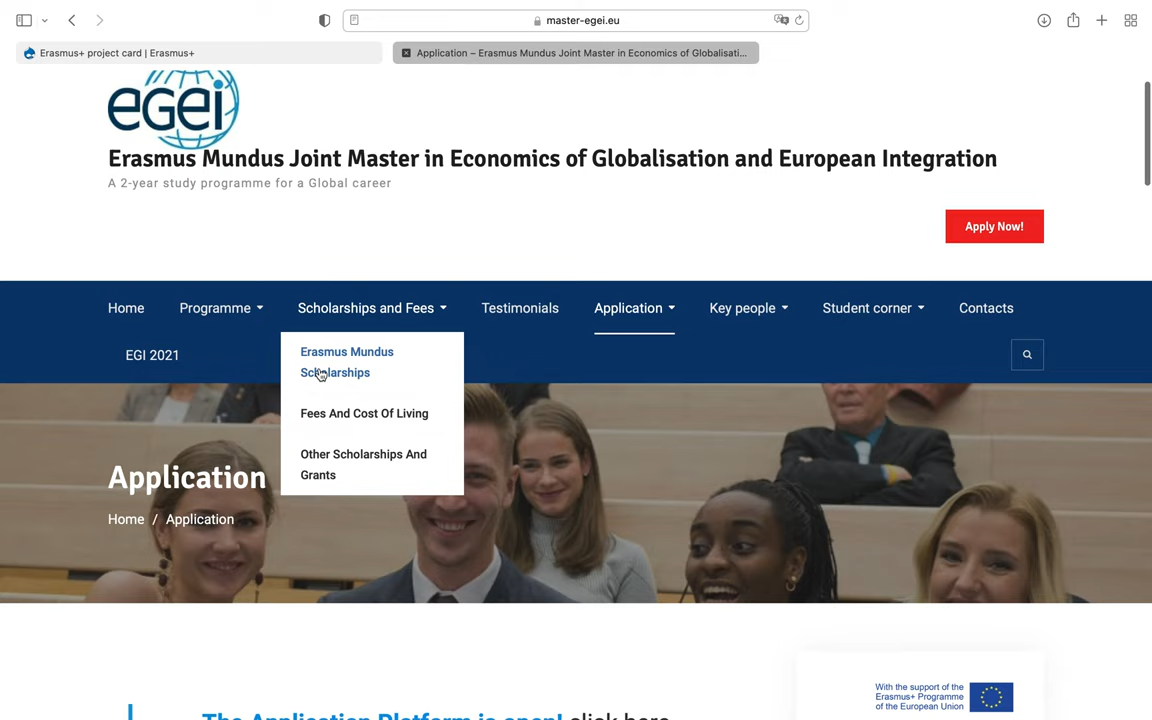 master-egei.eu
Erasmus+ project card | Erasmus+
Application – Erasmus Mundus Joint Master in Economics of Globalisati...
egei
Erasmus Mundus Joint Master in Economics of Globalisation and European Integration
A 2-year study programme for a Global career
Apply Now!
Home Programme Scholarships and Fees Testimonials Application Key people Student corner Contacts
EGI 2021
Erasmus Mundus
Scholarships
Fees And Cost Of Living
Other Scholarships And
Grants
Application
Home / Application
With the support of the
Erasmus+ Programme
of the European Union
The Application Platform is open! click here